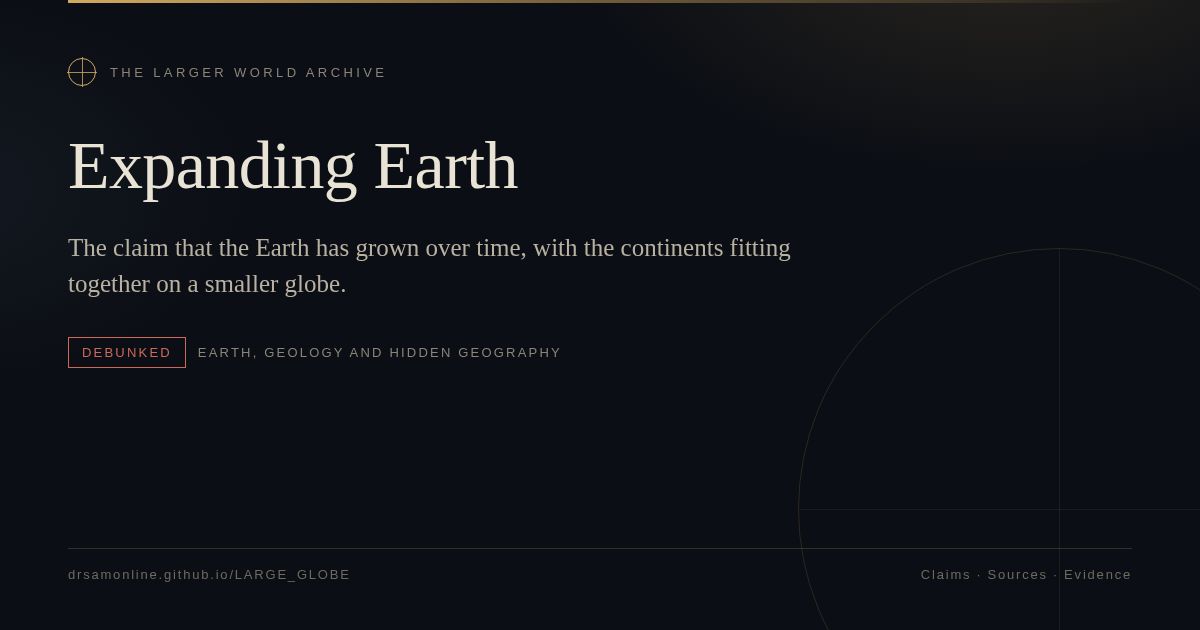 THE LARGER WORLD ARCHIVE
Expanding Earth
The claim that the Earth has grown over time, with the continents fitting
together on a smaller globe.
DEBUNKED EARTH, GEOLOGY AND HIDDEN GEOGRAPHY
drsamonline.github.io/LARGE_GLOBE
Claims · Sources · Evidence